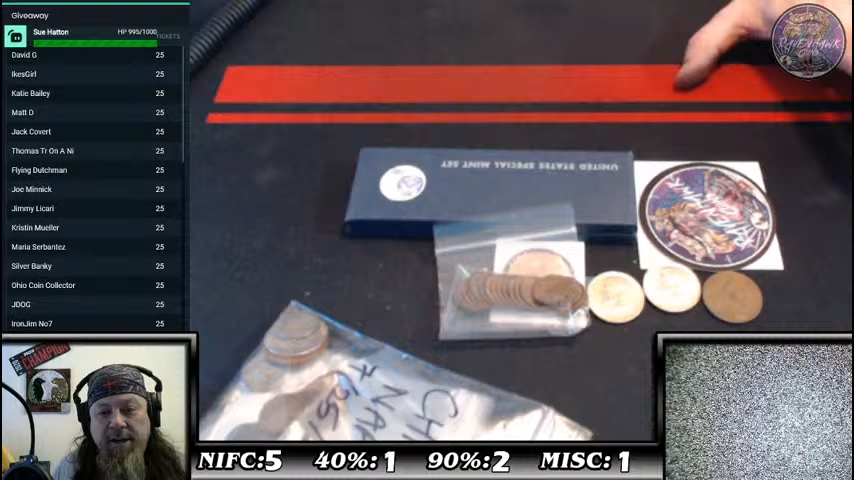 Giveaway
Sue Hatton HP 995/1000
TICKETS
David G 25
IkesGirl 25
Katie Bailey 25
Matt D 25
Jack Covert 25
Thomas Tr On A Ni 25
Flying Dutchman 25
Joe Minnick 25
Jimmy Licari 25
Kristin Mueller 25
Maria Serbantez 25
Silver Banky 25
Ohio Coin Collector 25
JDOG 25
IronJim No7 25
UNITED STATES SPECIAL MINT SET
CHAMPION
NIFC:5 40%:1 90%:2 MISC:1